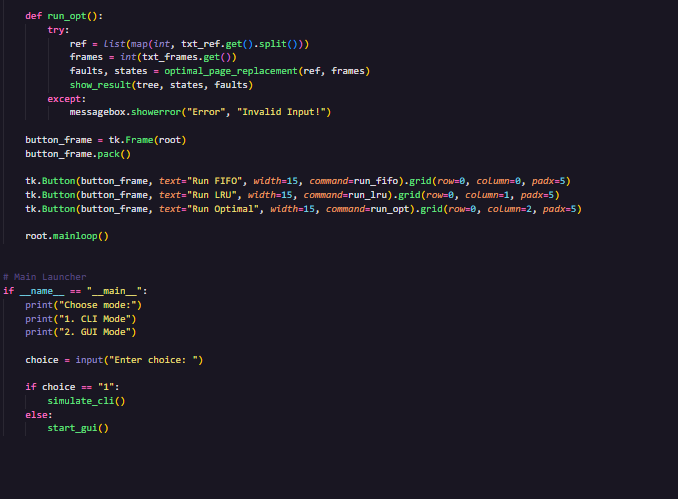 def run_opt():
try:
ref = list(map(int, txt_ref.get().split()))
frames = int(txt_frames.get())
faults, states = optimal_page_replacement(ref, frames)
show_result(tree, states, faults)
except:
messagebox.showerror("Error", "Invalid Input!")
button_frame = tk.Frame(root)
button_frame.pack()
tk.Button(button_frame, text="Run FIFO", width=15, command=run_fifo).grid(row=0, column=0, padx=5)
tk.Button(button_frame, text="Run LRU", width=15, command=run_lru).grid(row=0, column=1, padx=5)
tk.Button(button_frame, text="Run Optimal", width=15, command=run_opt).grid(row=0, column=2, padx=5)
root.mainloop()
# Main Launcher
if __name__ == "__main__":
print("Choose mode:")
print("1. CLI Mode")
print("2. GUI Mode")
choice = input("Enter choice: ")
if choice == "1":
simulate_cli()
else:
start_gui()